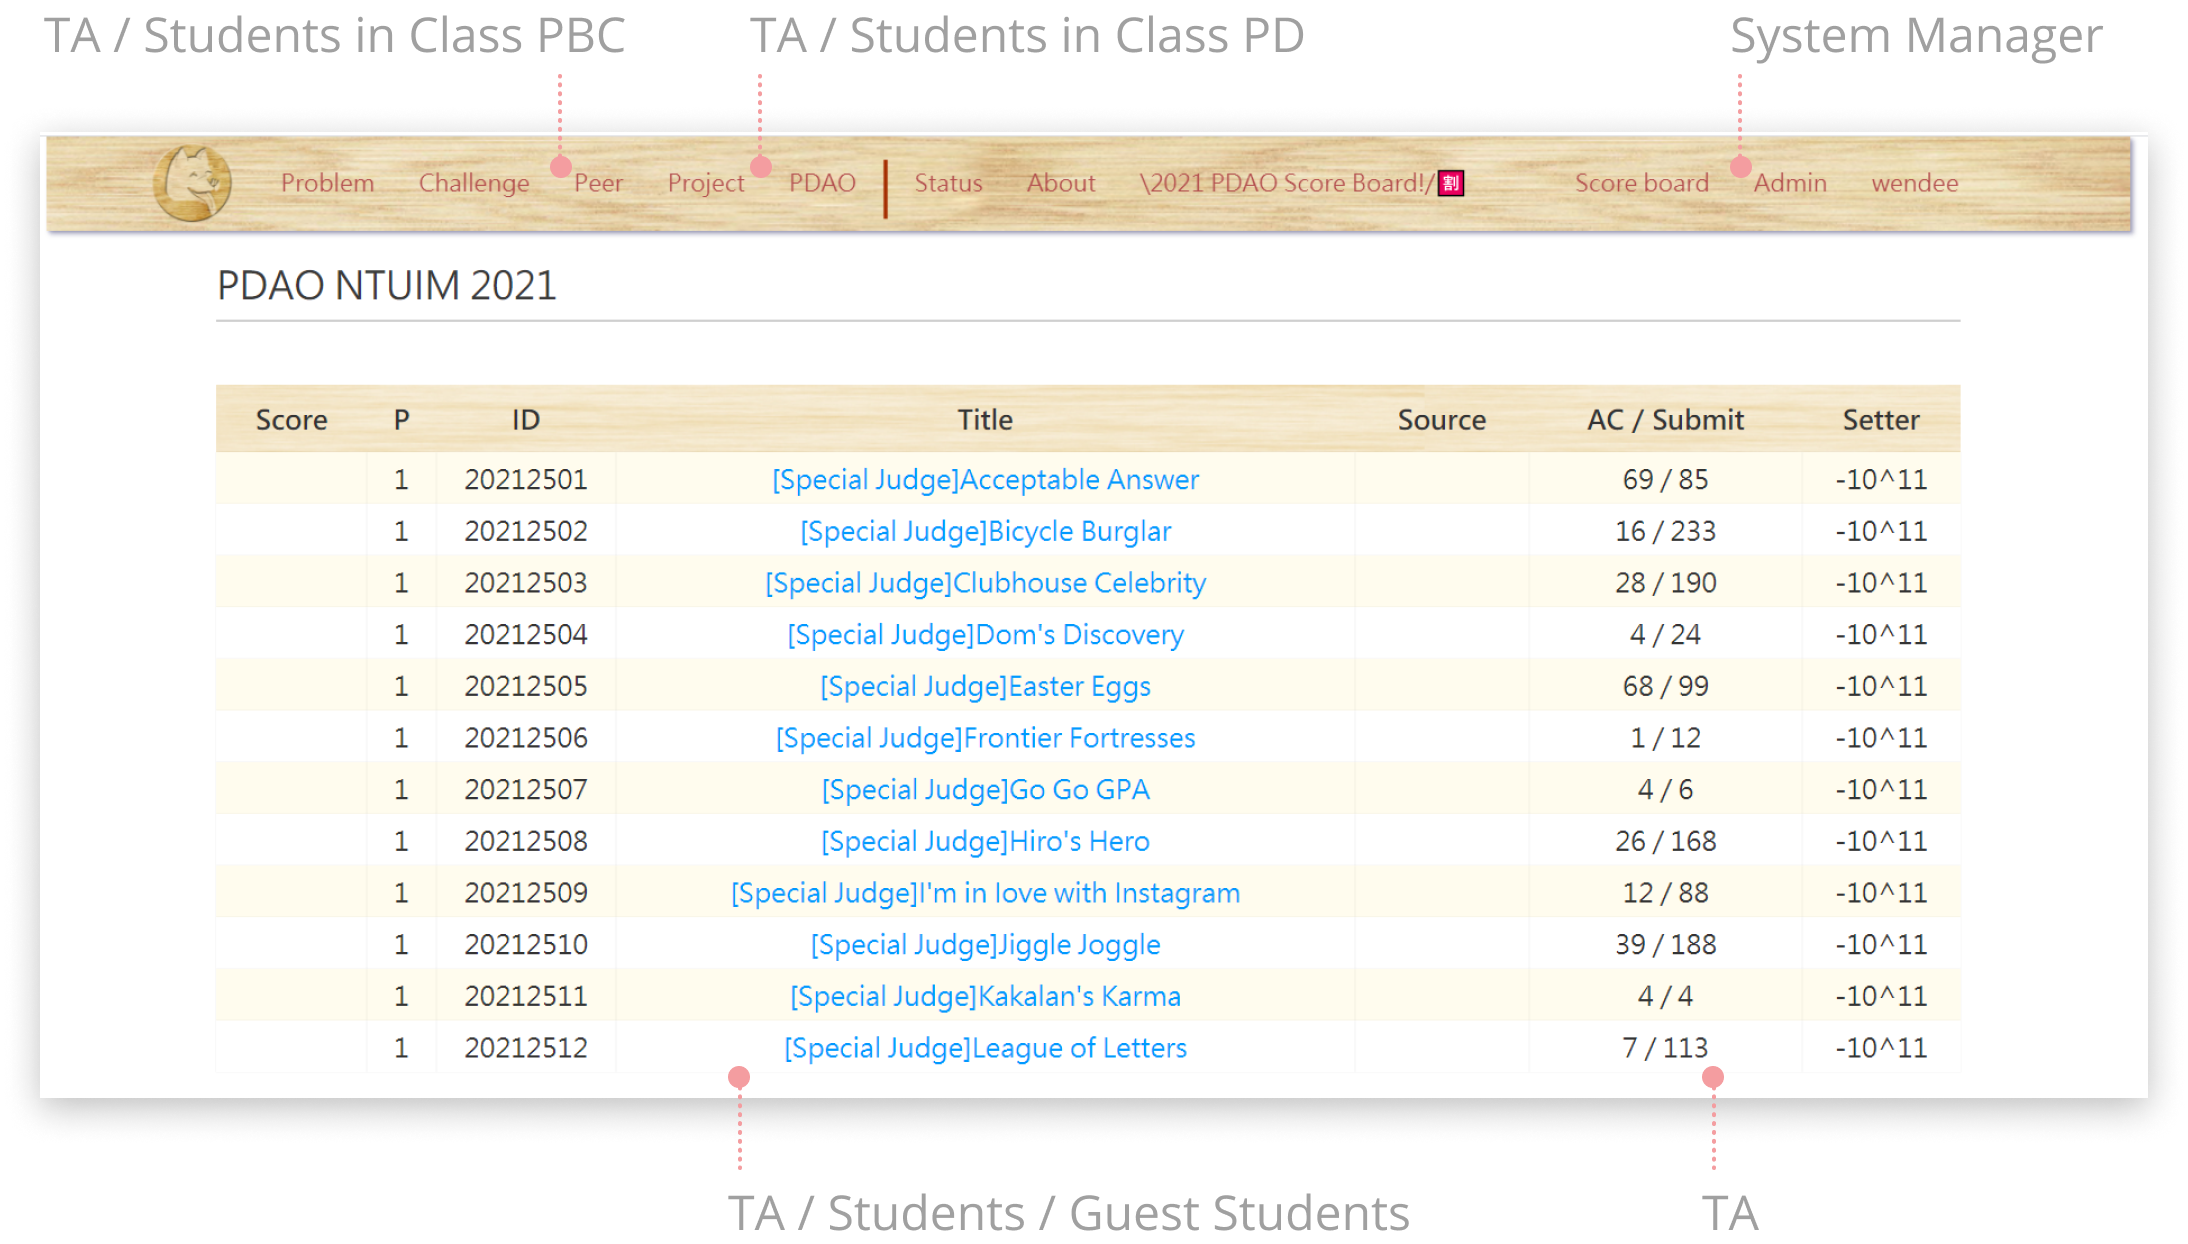 TA / Students in Class PBC TA / Students in Class PD System Manager
Problem Challenge Peer Project PDAO Status About \2021 PDAO Score Board!/割 Score board Admin wendee
PDAO NTUIM 2021
Score P ID Title Source AC / Submit Setter
1 20212501 [Special Judge]Acceptable Answer 69 / 85 -10^11
1 20212502 [Special Judge]Bicycle Burglar 16 / 233 -10^11
1 20212503 [Special Judge]Clubhouse Celebrity 28 / 190 -10^11
1 20212504 [Special Judge]Dom's Discovery 4 / 24 -10^11
1 20212505 [Special Judge]Easter Eggs 68 / 99 -10^11
1 20212506 [Special Judge]Frontier Fortresses 1 / 12 -10^11
1 20212507 [Special Judge]Go Go GPA 4 / 6 -10^11
1 20212508 [Special Judge]Hiro's Hero 26 / 168 -10^11
1 20212509 [Special Judge]I'm in love with Instagram 12 / 88 -10^11
1 20212510 [Special Judge]Jiggle Joggle 39 / 188 -10^11
1 20212511 [Special Judge]Kakalan's Karma 4 / 4 -10^11
1 20212512 [Special Judge]League of Letters 7 / 113 -10^11
TA / Students / Guest Students TA